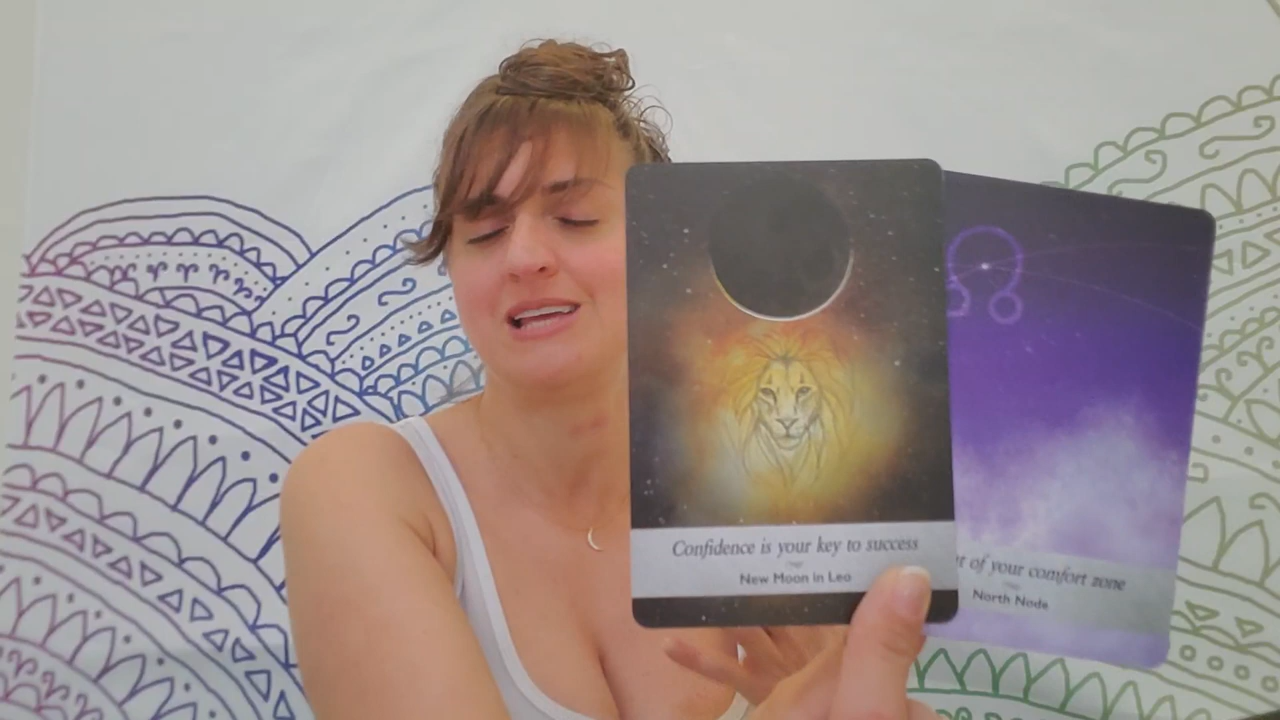 Confidence is your key to success
New Moon in Leo
of your comfort zone
North Node